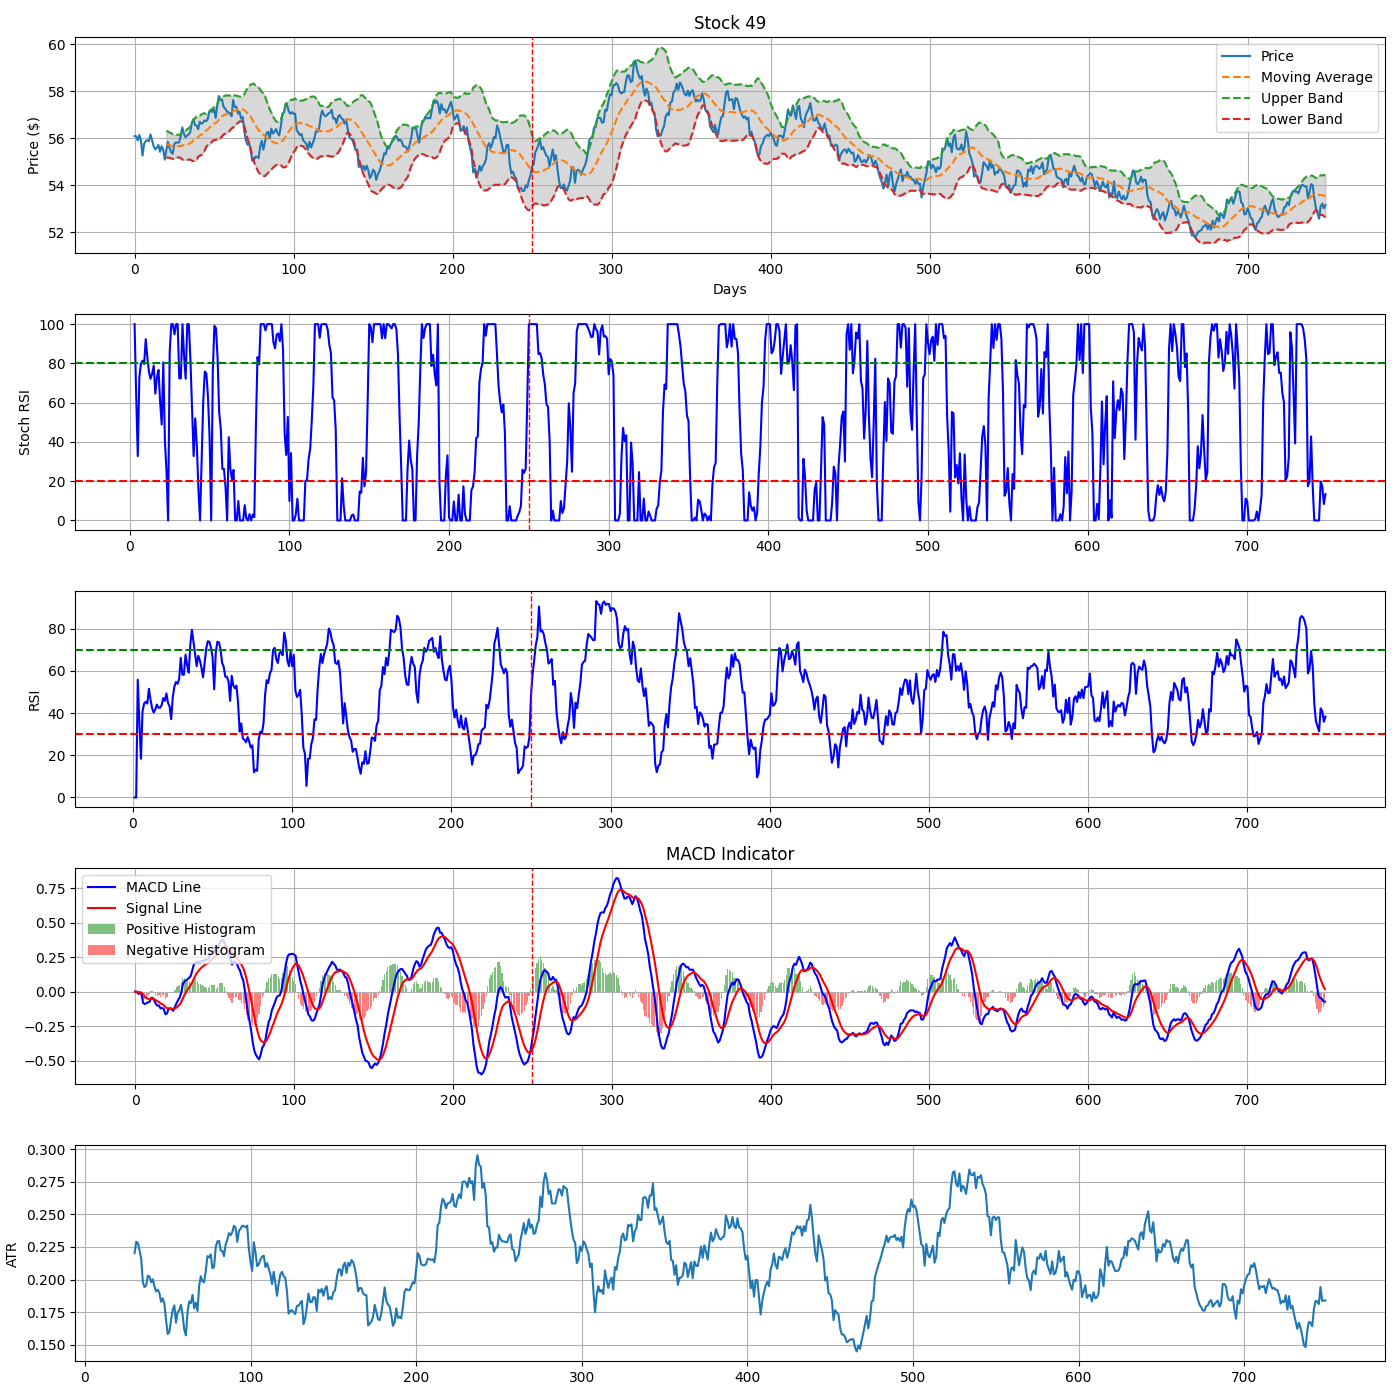 Stock 49
60
58
56
54
52
Price ($)
Price
Moving Average
Upper Band
Lower Band
0 100 200 300 400 500 600 700
Days
100
80
60
40
20
0
Stoch RSI
0 100 200 300 400 500 600 700
80
60
40
20
0
RSI
0 100 200 300 400 500 600 700
MACD Indicator
0.75
0.50
0.25
0.00
−0.25
−0.50
MACD Line
Signal Line
Positive Histogram
Negative Histogram
0 100 200 300 400 500 600 700
0.300
0.275
0.250
0.225
0.200
0.175
0.150
ATR
0 100 200 300 400 500 600 700